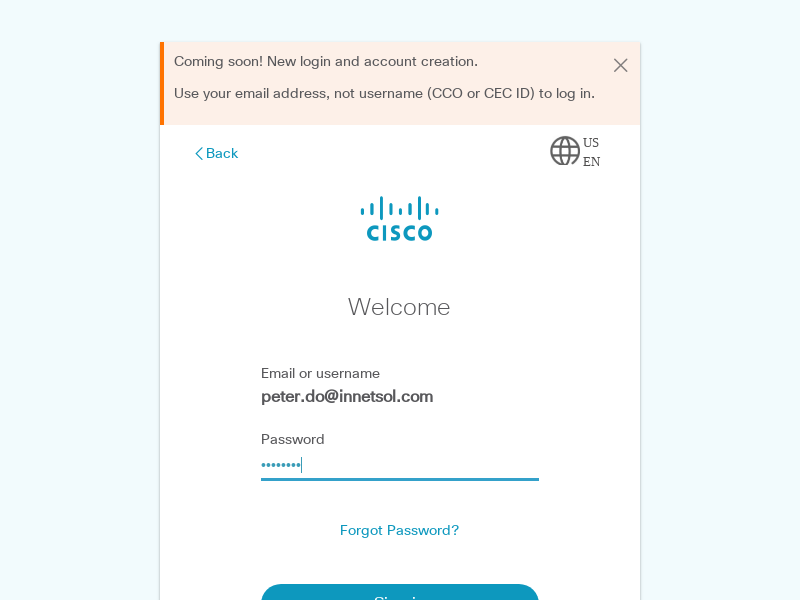 Coming soon! New login and account creation.
Use your email address, not username (CCO or CEC ID) to log in.
Back
US
EN
CISCO
Welcome
Email or username
peter.do@innetsol.com
Password
••••••••
Forgot Password?